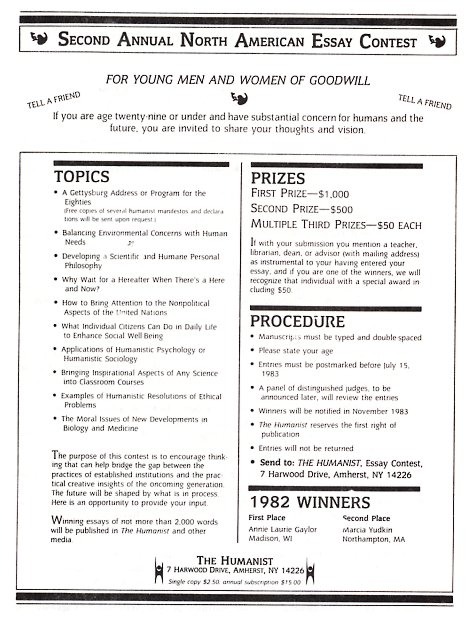 SECOND ANNUAL NORTH AMERICAN ESSAY CONTEST
FOR YOUNG MEN AND WOMEN OF GOODWILL
TELL A FRIEND
TELL A FRIEND
If you are age twenty-nine or under and have substantial concern for humans and the
future, you are invited to share your thoughts and vision.
TOPICS
• A Gettysburg Address or Program for the
Eighties
(Free copies of several humanist manifestos and declara
tions will be sent upon request.)
• Balancing Environmental Concerns with Human
Needs
• Developing a Scientific and Humane Personal
Philosophy
• Why Wait for a Hereafter When There's a Here
and Now?
• How to Bring Attention to the Nonpolitical
Aspects of the United Nations
• What Individual Citizens Can Do in Daily Life
to Enhance Social Well Being
• Applications of Humanistic Psychology or
Humanistic Sociology
• Bringing Inspirational Aspects of Any Science
into Classroom Courses
• Examples of Humanistic Resolutions of Ethical
Problems
• The Moral Issues of New Developments in
Biology and Medicine
The purpose of this contest is to encourage think-
ing that can help bridge the gap between the
practices of established institutions and the prac
tical creative insights of the oncoming generation.
The future will be shaped by what is in process.
Here is an opportunity to provide your input.
Winning essays of not more than 2,000 words
will be published in The Humanist and other
media.
PRIZES
FIRST PRIZE—$1,000
SECOND PRIZE—$500
MULTIPLE THIRD PRIZES—$50 EACH
If with your submission you mention a teacher,
librarian, dean, or advisor (with mailing address)
as instrumental to your having entered your
essay, and if you are one of the winners, we will
recognize that individual with a special award in
cluding $50.
PROCEDURE
• Manuscripts must be typed and double-spaced
• Please state your age
• Entries must be postmarked before July 15,
1983
• A panel of distinguished judges, to be
announced later, will review the entries
• Winners will be notified in November 1983
• The Humanist reserves the first right of
publication
• Entries will not be returned
• Send to: THE HUMANIST, Essay Contest,
7 Harwood Drive, Amherst, NY 14226
1982 WINNERS
First Place
Annie Laurie Gaylor
Madison, WI
Second Place
Marcia Yudkin
Northampton, MA
THE HUMANIST
7 HARWOOD DRIVE, AMHERST, NY 14226
Single copy $2.50, annual subscription $15.00